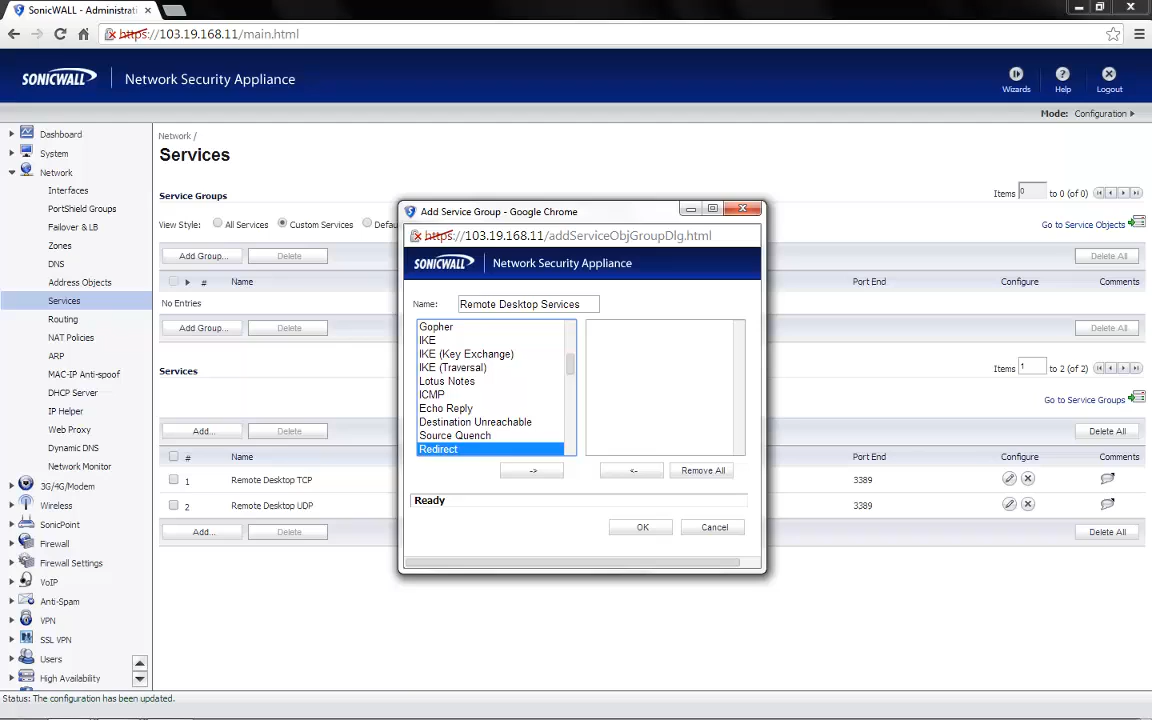 SonicWALL - Administrati
https://103.19.168.11/main.html
SONICWALL
Network Security Appliance
Wizards
Help
Logout
Mode: Configuration
Dashboard
System
Network
Interfaces
PortShield Groups
Failover & LB
Zones
DNS
Address Objects
Services
Routing
NAT Policies
ARP
MAC-IP Anti-spoof
DHCP Server
IP Helper
Web Proxy
Dynamic DNS
Network Monitor
3G/4G/Modem
Wireless
SonicPoint
Firewall
Firewall Settings
VoIP
Anti-Spam
VPN
SSL VPN
Users
High Availability
Network /
Services
Service Groups
Items 0 to 0 (of 0)
View Style: All Services Custom Services Defau
Go to Service Objects
Add Group... Delete Delete All
# Name Port End Configure Comments
No Entries
Add Group... Delete Delete All
Services
Items 1 to 2 (of 2)
Go to Service Groups
Add... Delete Delete All
# Name Port End Configure Comments
1 Remote Desktop TCP 3389
2 Remote Desktop UDP 3389
Add... Delete Delete All
Add Service Group - Google Chrome
https://103.19.168.11/addServiceObjGroupDlg.html
SONICWALL
Network Security Appliance
Name: Remote Desktop Services
Gopher
IKE
IKE (Key Exchange)
IKE (Traversal)
Lotus Notes
ICMP
Echo Reply
Destination Unreachable
Source Quench
Redirect
-> <- Remove All
Ready
OK Cancel
Status: The configuration has been updated.